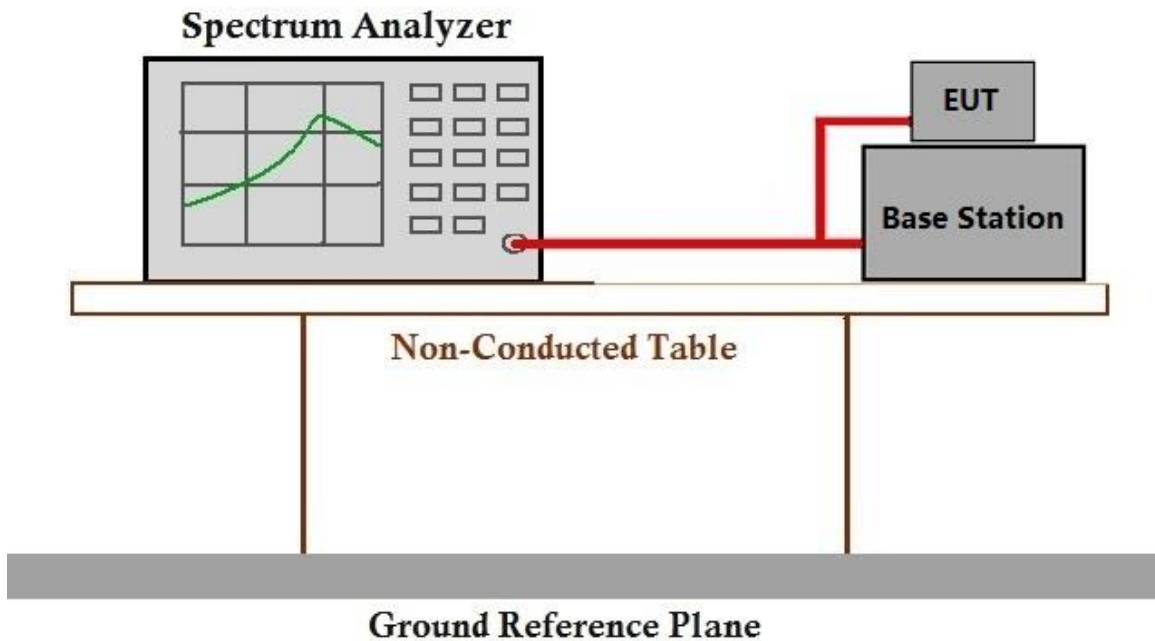 Spectrum Analyzer
EUT
Base Station
Non-Conducted Table
Ground Reference Plane